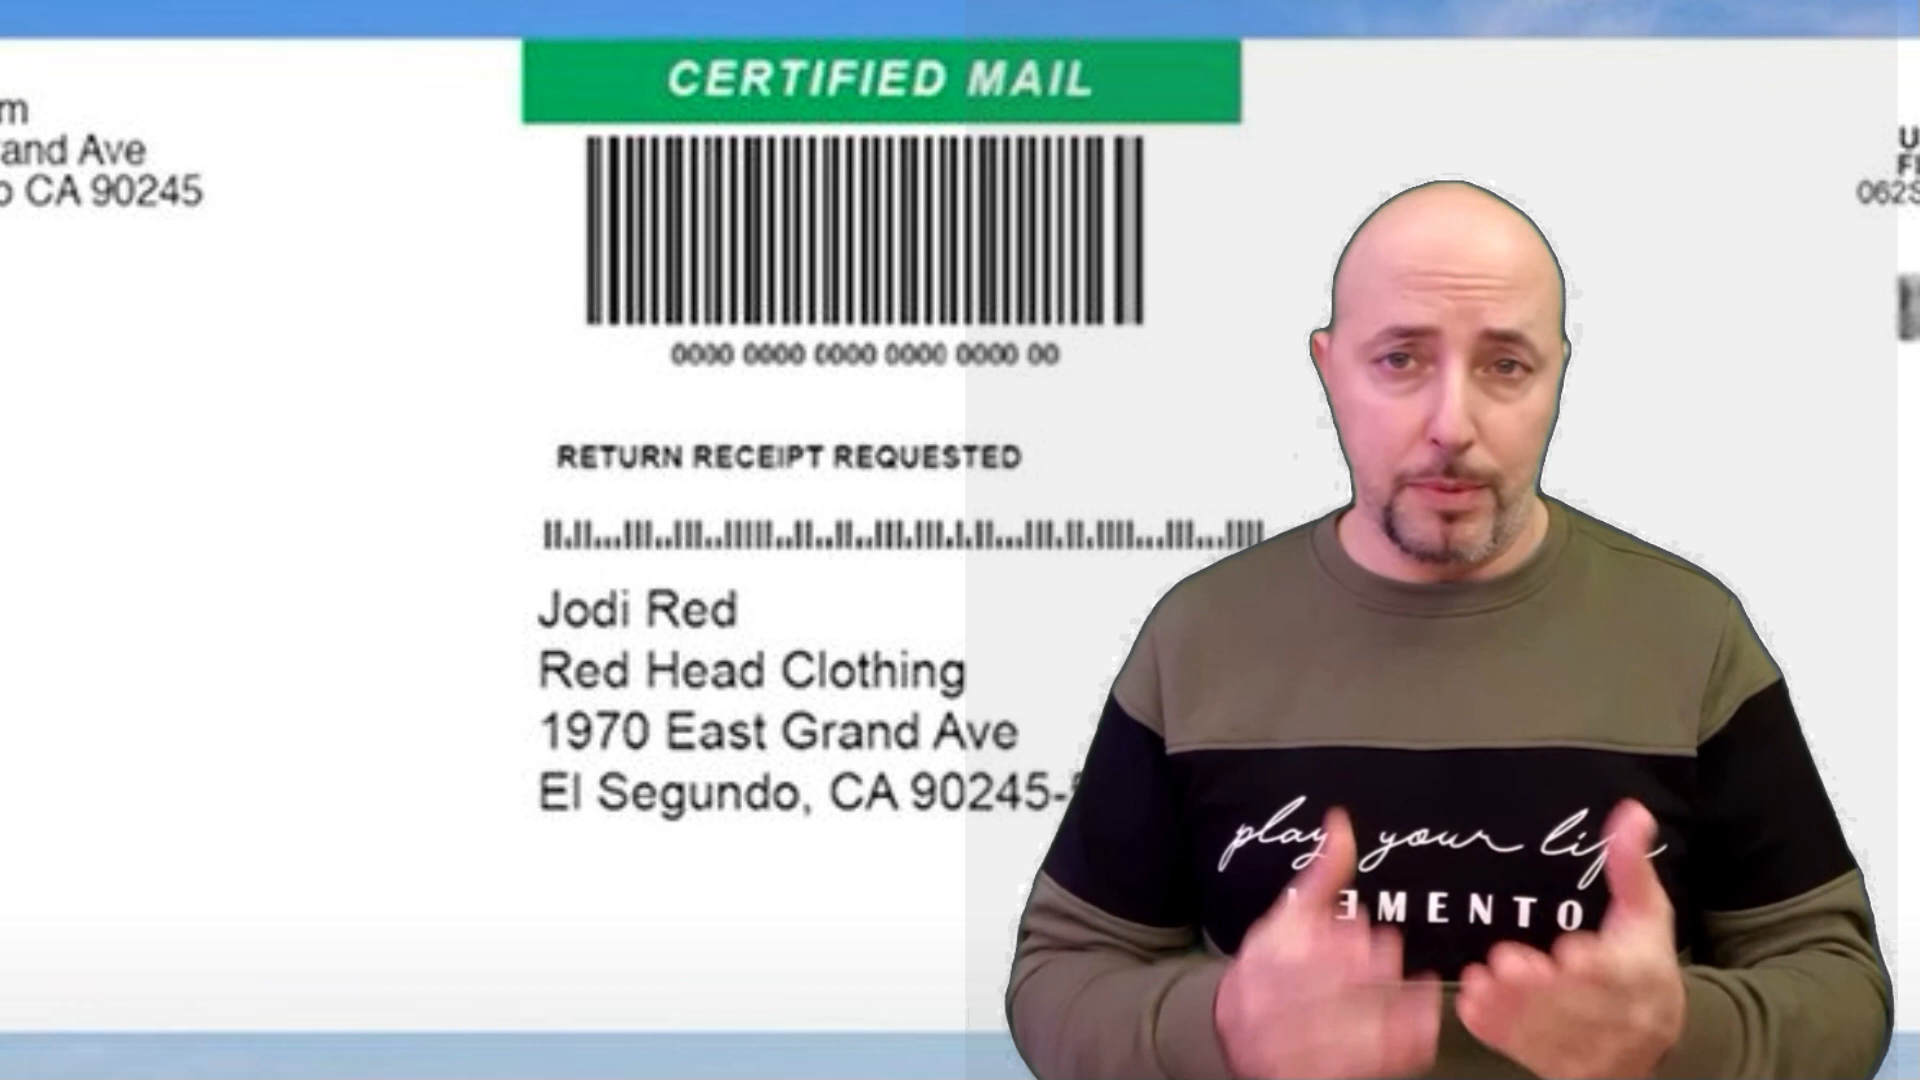 m
and Ave
o CA 90245
CERTIFIED MAIL
0000 0000 0000 0000 0000 00
RETURN RECEIPT REQUESTED
Jodi Red
Red Head Clothing
1970 East Grand Ave
El Segundo, CA 90245-
U
062S
play your life
MENTO